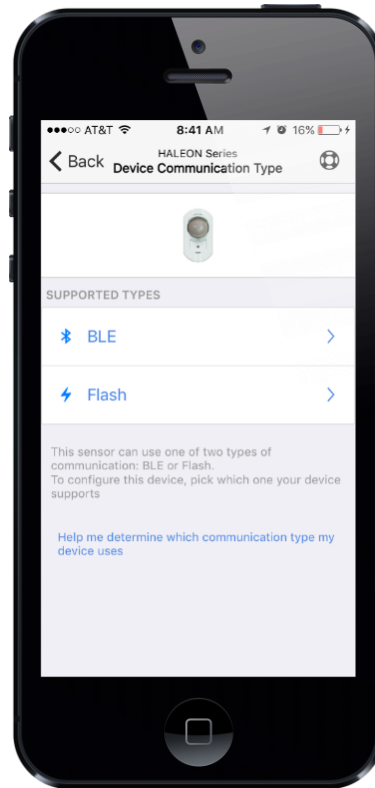 AT&T 8:41 AM 16%
Back HALEON Series
Device Communication Type
SUPPORTED TYPES
BLE
Flash
This sensor can use one of two types of
communication: BLE or Flash.
To configure this device, pick which one your device
supports
Help me determine which communication type my
device uses